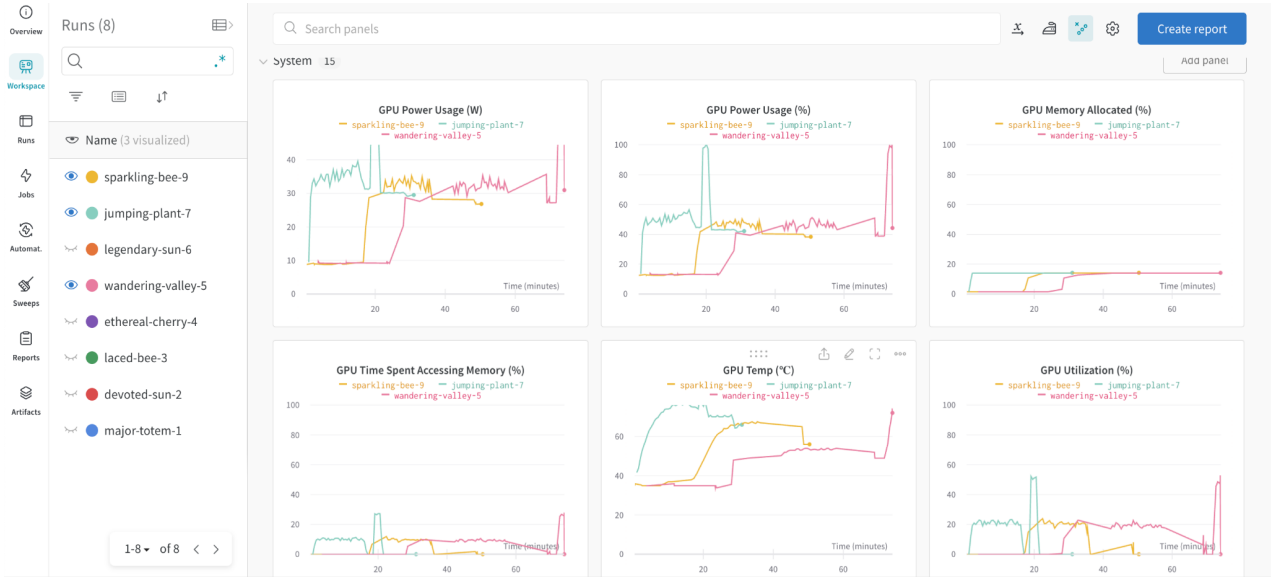 Overview
Workspace
Runs
Jobs
Automat.
Sweeps
Reports
Artifacts
Runs (8)
.*
Name (3 visualized)
sparkling-bee-9
jumping-plant-7
legendary-sun-6
wandering-valley-5
ethereal-cherry-4
laced-bee-3
devoted-sun-2
major-totem-1
1-8 of 8
Search panels
Create report
System 15
Add panel
GPU Power Usage (W)
sparkling-bee-9 jumping-plant-7
wandering-valley-5
40
30
20
10
0
Time (minutes)
20 40 60
GPU Power Usage (%)
sparkling-bee-9 jumping-plant-7
wandering-valley-5
100
80
60
40
20
0
Time (minutes)
20 40 60
GPU Memory Allocated (%)
sparkling-bee-9 jumping-plant-7
wandering-valley-5
100
80
60
40
20
0
Time (minutes)
20 40 60
GPU Time Spent Accessing Memory (%)
sparkling-bee-9 jumping-plant-7
wandering-valley-5
100
80
60
40
20
0
Time (minutes)
20 40 60
GPU Temp (℃)
sparkling-bee-9 jumping-plant-7
wandering-valley-5
60
40
20
0
Time (minutes)
20 40 60
GPU Utilization (%)
sparkling-bee-9 jumping-plant-7
wandering-valley-5
100
80
60
40
20
0
Time (minutes)
20 40 60